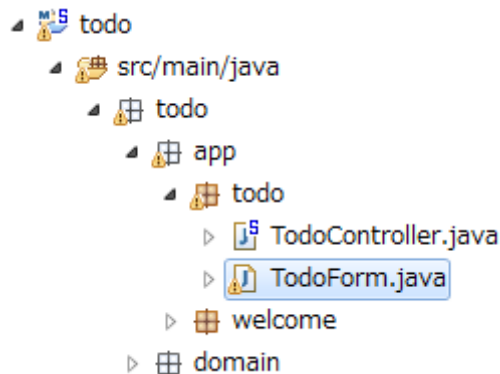 todo
src/main/java
todo
app
todo
TodoController.java
TodoForm.java
welcome
domain